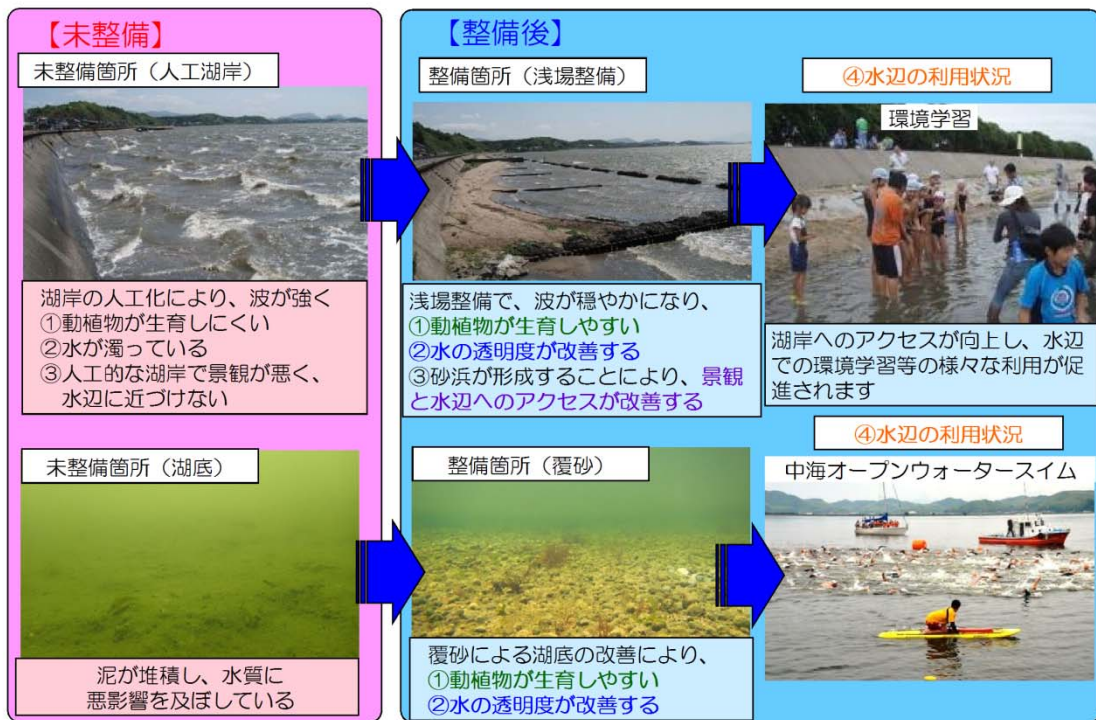 【未整備】
未整備箇所（人工湖岸）
湖岸の人工化により、波が強く
①動植物が生育しにくい
②水が濁っている
③人工的な湖岸で景観が悪く、
水辺に近づけない
未整備箇所（湖底）
泥が堆積し、水質に
悪影響を及ぼしている
【整備後】
整備箇所（浅場整備）
浅場整備で、波が穏やかになり、
①動植物が生育しやすい
②水の透明度が改善する
③砂浜が形成することにより、景観
と水辺へのアクセスが改善する
④水辺の利用状況
環境学習
湖岸へのアクセスが向上し、水辺
での環境学習等の様々な利用が促
進されます
整備箇所（覆砂）
覆砂による湖底の改善により、
①動植物が生育しやすい
②水の透明度が改善する
④水辺の利用状況
中海オープンウォータースイム